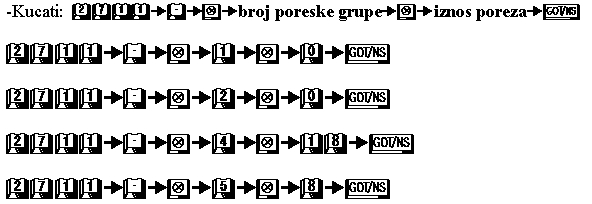 -Kucati: 2711→-→⊗→broj poreske grupe→⊗→iznos poreza→GOT/NS
2711→-→⊗→1→⊗→0→GOT/NS
2711→-→⊗→2→⊗→0→GOT/NS
2711→-→⊗→4→⊗→18→GOT/NS
2711→-→⊗→5→⊗→8→GOT/NS